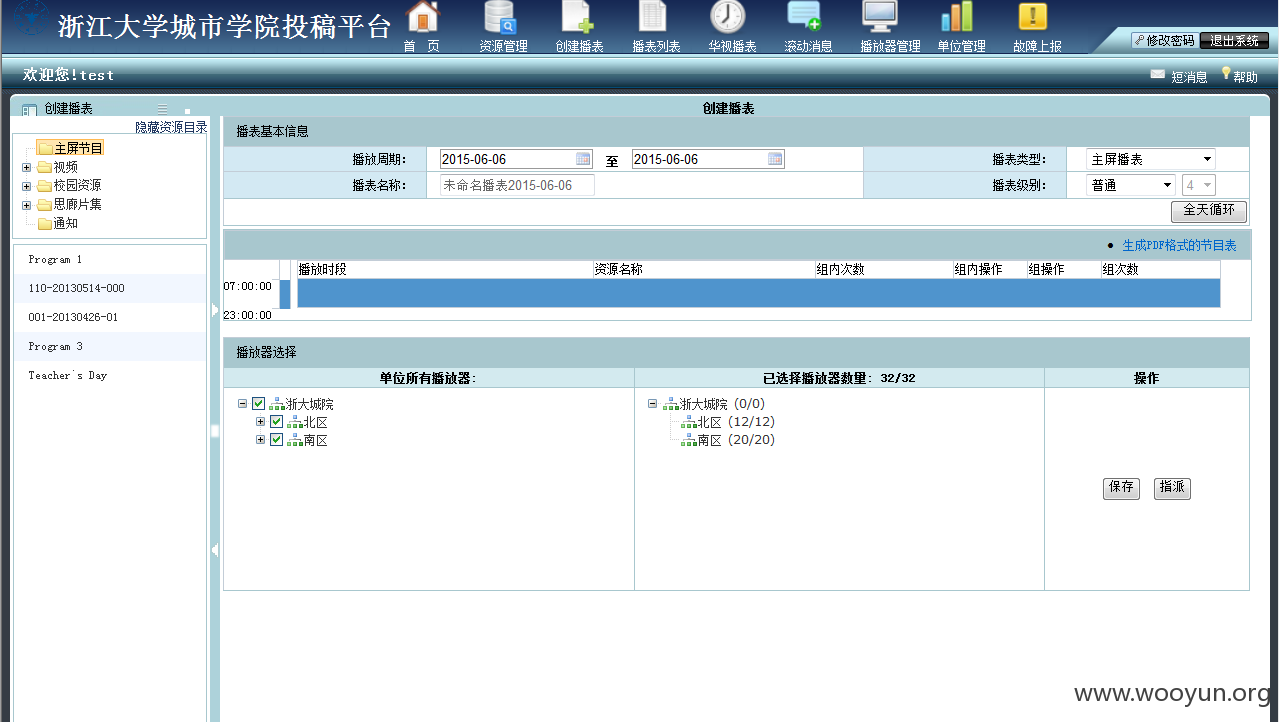 浙江大学城市学院投稿平台
首 页 资源管理 创建播表 播表列表 华视播表 滚动消息 播放器管理 单位管理 故障上报
修改密码 退出系统
欢迎您!test
短消息 帮助
创建播表
创建播表
隐藏资源目录
主屏节目
视频
校园资源
思廊片集
通知
Program 1
110-20130514-000
001-20130426-01
Program 3
Teacher's Day
播表基本信息
播放周期: 2015-06-06 至 2015-06-06 播表类型: 主屏播表
播表名称: 未命名播表2015-06-06 播表级别: 普通 4
全天循环
生成PDF格式的节目表
播放时段 资源名称 组内次数 组内操作 组操作 组次数
07:00:00
23:00:00
播放器选择
单位所有播放器: 已选择播放器数量: 32/32 操作
浙大城院 浙大城院 (0/0)
北区 北区 (12/12)
南区 南区 (20/20)
保存 指派
www.wooyun.org